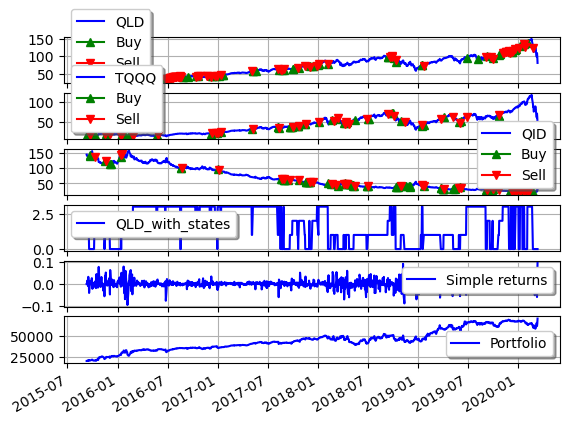 QLD
Buy
Sell
150
100
50
TQQQ
Buy
Sell
100
50
QID
Buy
Sell
150
100
50
QLD_with_states
2.5
0.0
Simple returns
0.1
0.0
−0.1
Portfolio
50000
25000
2015-07
2016-01
2016-07
2017-01
2017-07
2018-01
2018-07
2019-01
2019-07
2020-01